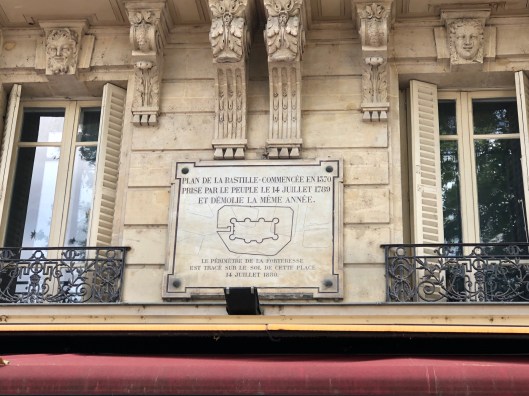 PLAN DE LA BASTILLE - COMMENCÉE EN 1370
PRISE PAR LE PEUPLE LE 14 JUILLET 1789
ET DÉMOLIE LA MÊME ANNÉE.
LE PÉRIMÈTRE DE LA FORTERESSE
EST TRACÉ SUR LE SOL DE CETTE PLACE
14 JUILLET 1880